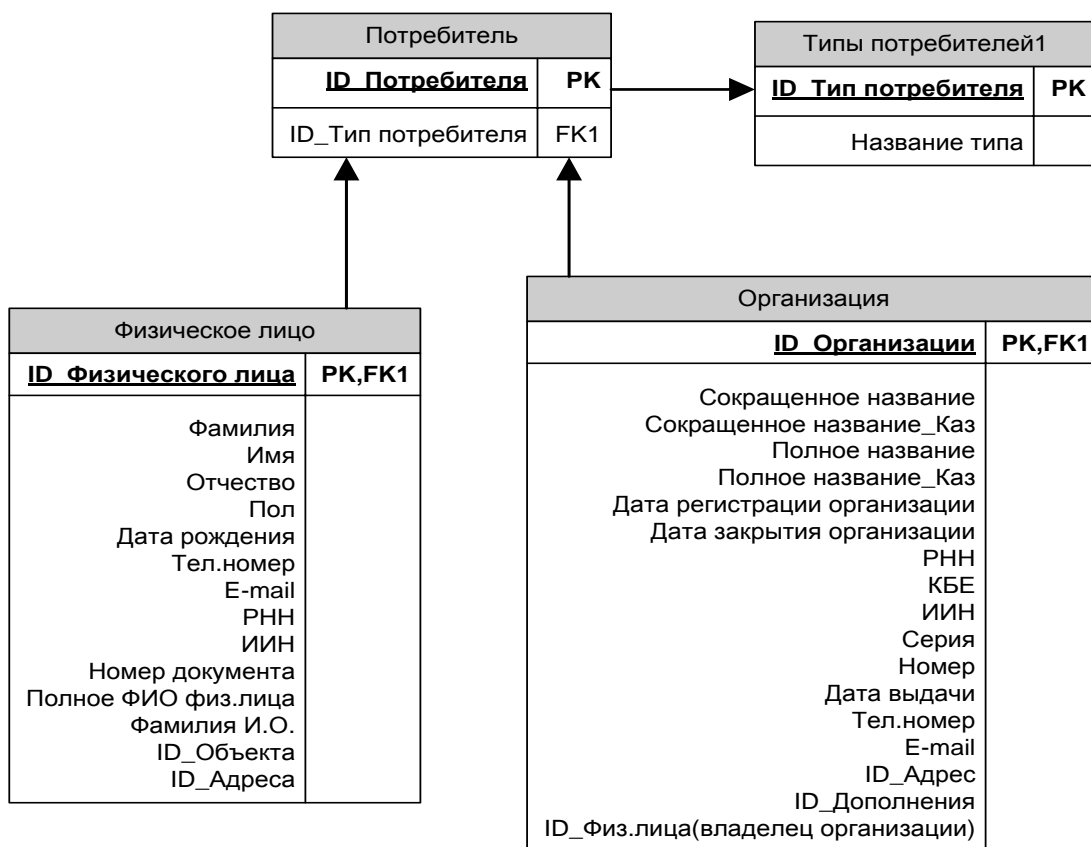 Потребитель
ID_Потребителя PK
ID_Тип потребителя FK1
Типы потребителей1
ID_Тип потребителя PK
Название типа
Физическое лицо
ID_Физического лица PK,FK1
Фамилия
Имя
Отчество
Пол
Дата рождения
Тел.номер
E-mail
РНН
ИИН
Номер документа
Полное ФИО физ.лица
Фамилия И.О.
ID_Объекта
ID_Адреса
Организация
ID_Организации PK,FK1
Сокращенное название
Сокращенное название_Каз
Полное название
Полное название_Каз
Дата регистрации организации
Дата закрытия организации
РНН
КБЕ
ИИН
Серия
Номер
Дата выдачи
Тел.номер
E-mail
ID_Адрес
ID_Дополнения
ID_Физ.лица(владелец организации)